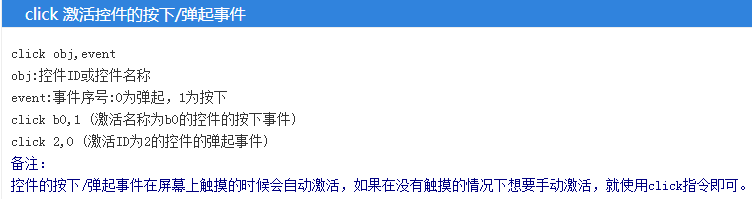 click 激活控件的按下/弹起事件
click obj,event
obj:控件ID或控件名称
event:事件序号:0为弹起，1为按下
click b0,1 (激活名称为b0的控件的按下事件)
click 2,0 (激活ID为2的控件的弹起事件)
备注：
控件的按下/弹起事件在屏幕上触摸的时候会自动激活，如果在没有触摸的情况下想要手动激活，就使用click指令即可。